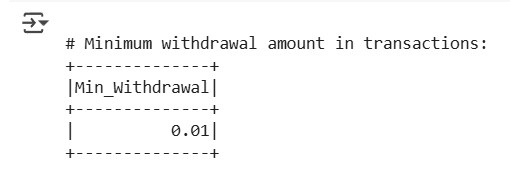 # Minimum withdrawal amount in transactions:
+--------------+
|Min_Withdrawal|
+--------------+
|          0.01|
+--------------+